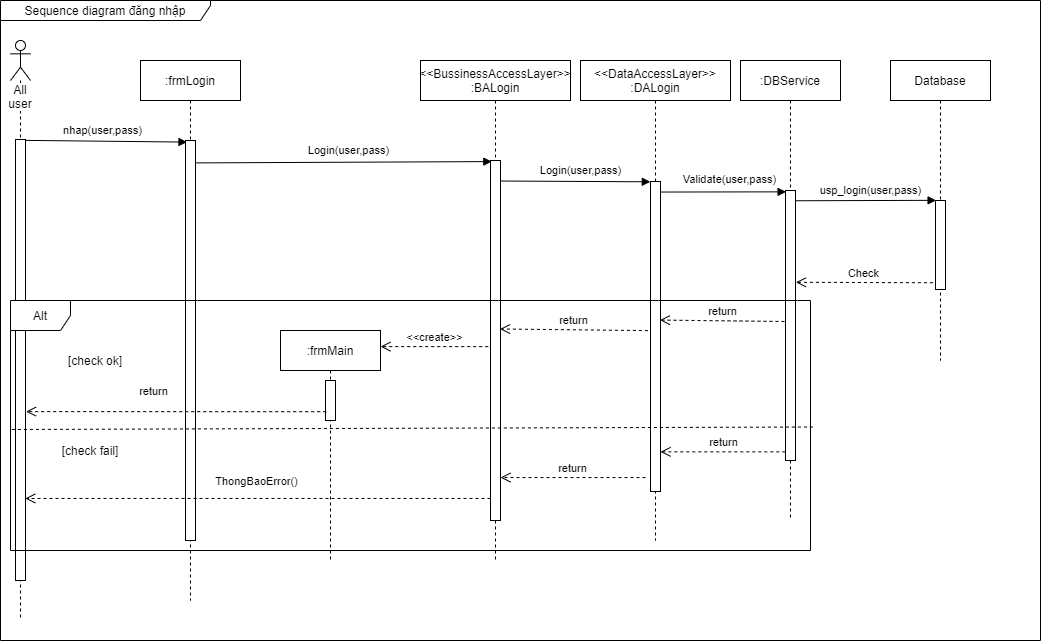 Sequence diagram đăng nhập
All
user
:frmLogin
<<BussinessAccessLayer>>
:BALogin
<<DataAccessLayer>>
:DALogin
:DBService
Database
nhap(user,pass)
Login(user,pass)
Login(user,pass)
Validate(user,pass)
usp_login(user,pass)
Check
Alt
return
return
<<create>>
:frmMain
[check ok]
return
return
[check fail]
return
ThongBaoError()